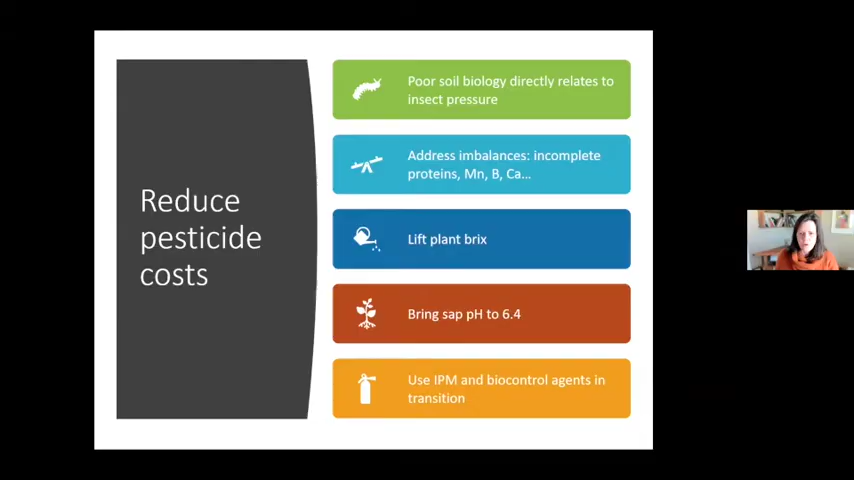 Reduce
pesticide
costs
Poor soil biology directly relates to
insect pressure
Address imbalances: incomplete
proteins, Mn, B, Ca...
Lift plant brix
Bring sap pH to 6.4
Use IPM and biocontrol agents in
transition